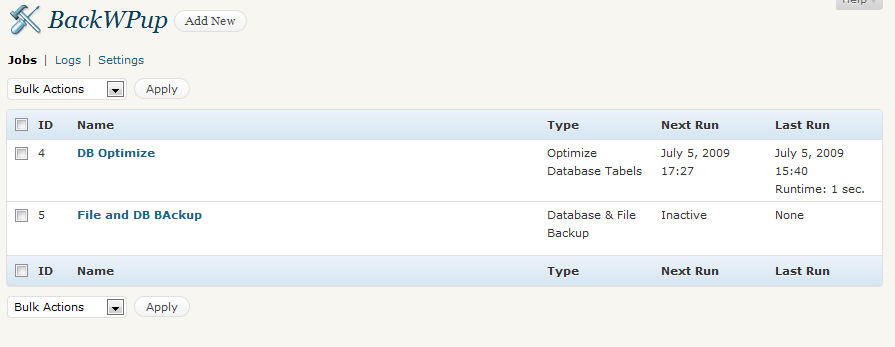 Help
BackWPup Add New
Jobs | Logs | Settings
Bulk Actions Apply
ID Name Type Next Run Last Run
4 DB Optimize Optimize July 5, 2009 July 5, 2009
Database Tabels 17:27 15:40
Runtime: 1 sec.
5 File and DB BAckup Database & File Inactive None
Backup
ID Name Type Next Run Last Run
Bulk Actions Apply